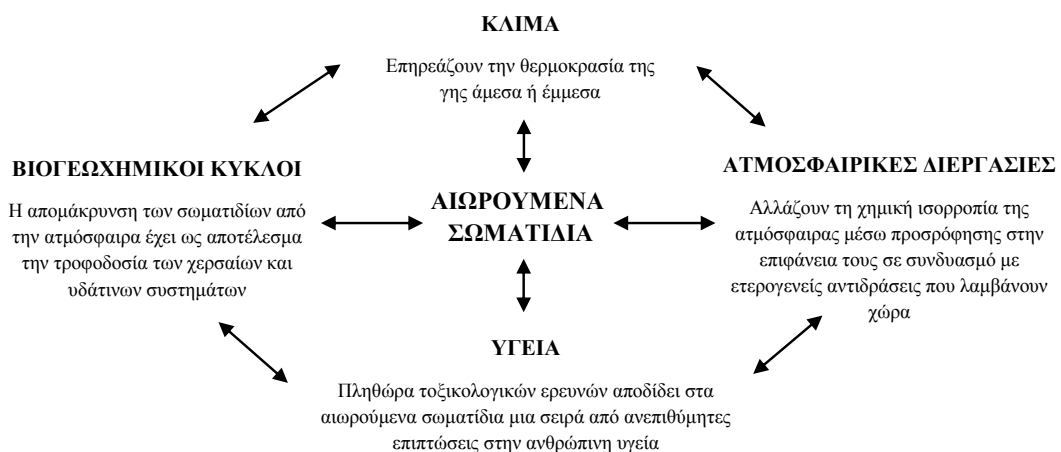 ΚΛΙΜΑ
Επηρεάζουν την θερμοκρασία της
γης άμεσα ή έμμεσα
ΒΙΟΓΕΩΧΗΜΙΚΟΙ ΚΥΚΛΟΙ
Η απομάκρυνση των σωματιδίων από
την ατμόσφαιρα έχει ως αποτέλεσμα
την τροφοδοσία των χερσαίων και
υδάτινων συστημάτων
ΑΙΩΡΟΥΜΕΝΑ
ΣΩΜΑΤΙΔΙΑ
ΑΤΜΟΣΦΑΙΡΙΚΕΣ ΔΙΕΡΓΑΣΙΕΣ
Αλλάζουν τη χημική ισορροπία της
ατμόσφαιρας μέσω προσρόφησης στην
επιφάνεια τους σε συνδυασμό με
ετερογενείς αντιδράσεις που λαμβάνουν
χώρα
ΥΓΕΙΑ
Πληθώρα τοξικολογικών ερευνών αποδίδει στα
αιωρούμενα σωματίδια μια σειρά από ανεπιθύμητες
επιπτώσεις στην ανθρώπινη υγεία